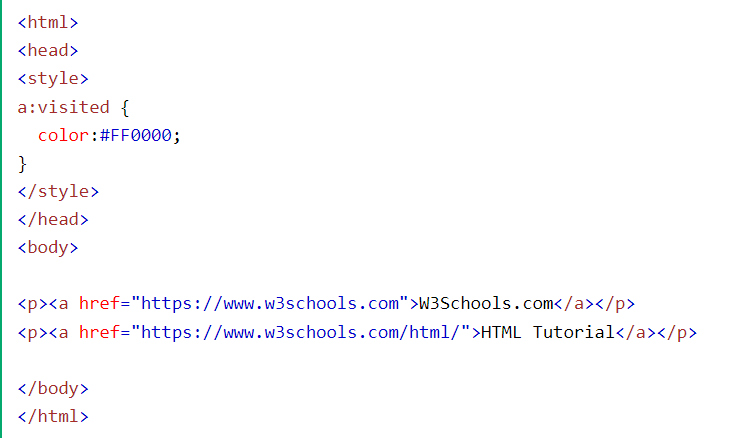 <html>
<head>
<style>
a:visited {
  color:#FF0000;
}
</style>
</head>
<body>

<p><a href="https://www.w3schools.com">W3Schools.com</a></p>
<p><a href="https://www.w3schools.com/html/">HTML Tutorial</a></p>

</body>
</html>